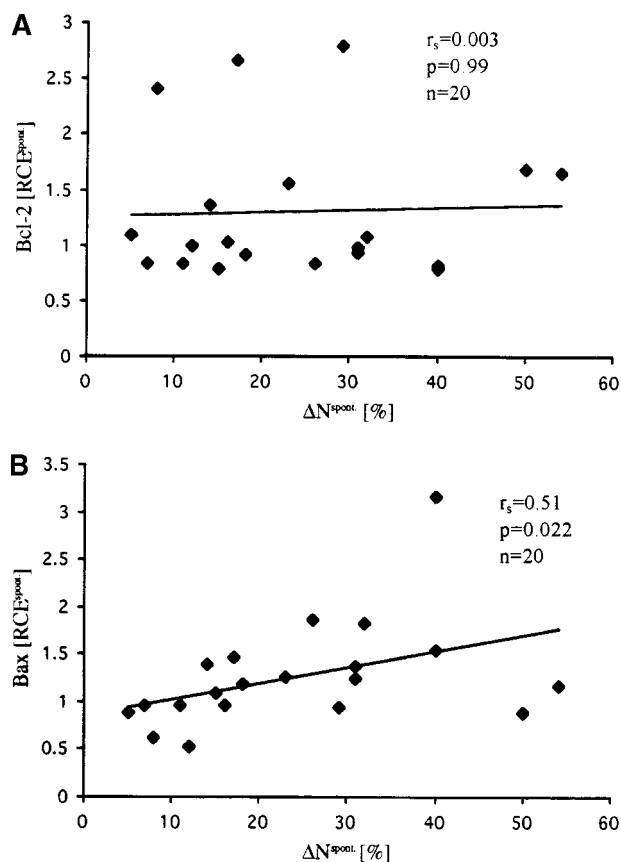 A
3
2.5
2
1.5
1
0.5
0
Bcl-2 [RCE^spont.]
r_s=0.003
p=0.99
n=20
0 10 20 30 40 50 60
ΔN^spont. [%]
B
3.5
3
2.5
2
1.5
1
0.5
0
Bax [RCE^spont.]
r_s=0.51
p=0.022
n=20
0 10 20 30 40 50 60
ΔN^spont. [%]